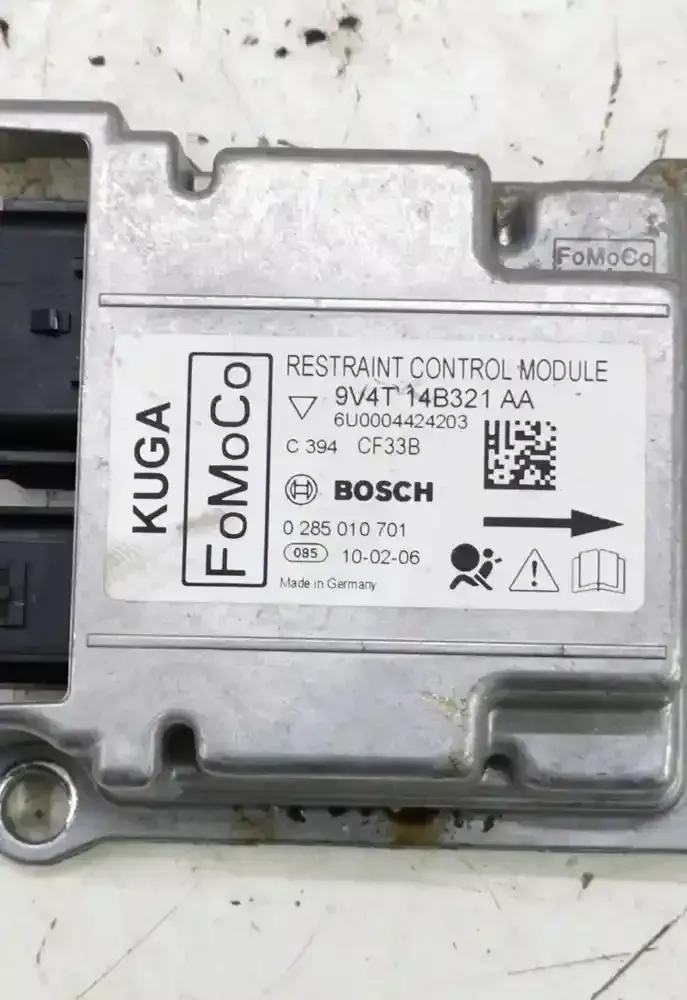 FoMoCo
KUGA
FoMoCo
RESTRAINT CONTROL MODULE
9V4T 14B321 AA
6U0004424203
C 394 CF33B
BOSCH
0 285 010 701
085 10-02-06
Made in Germany